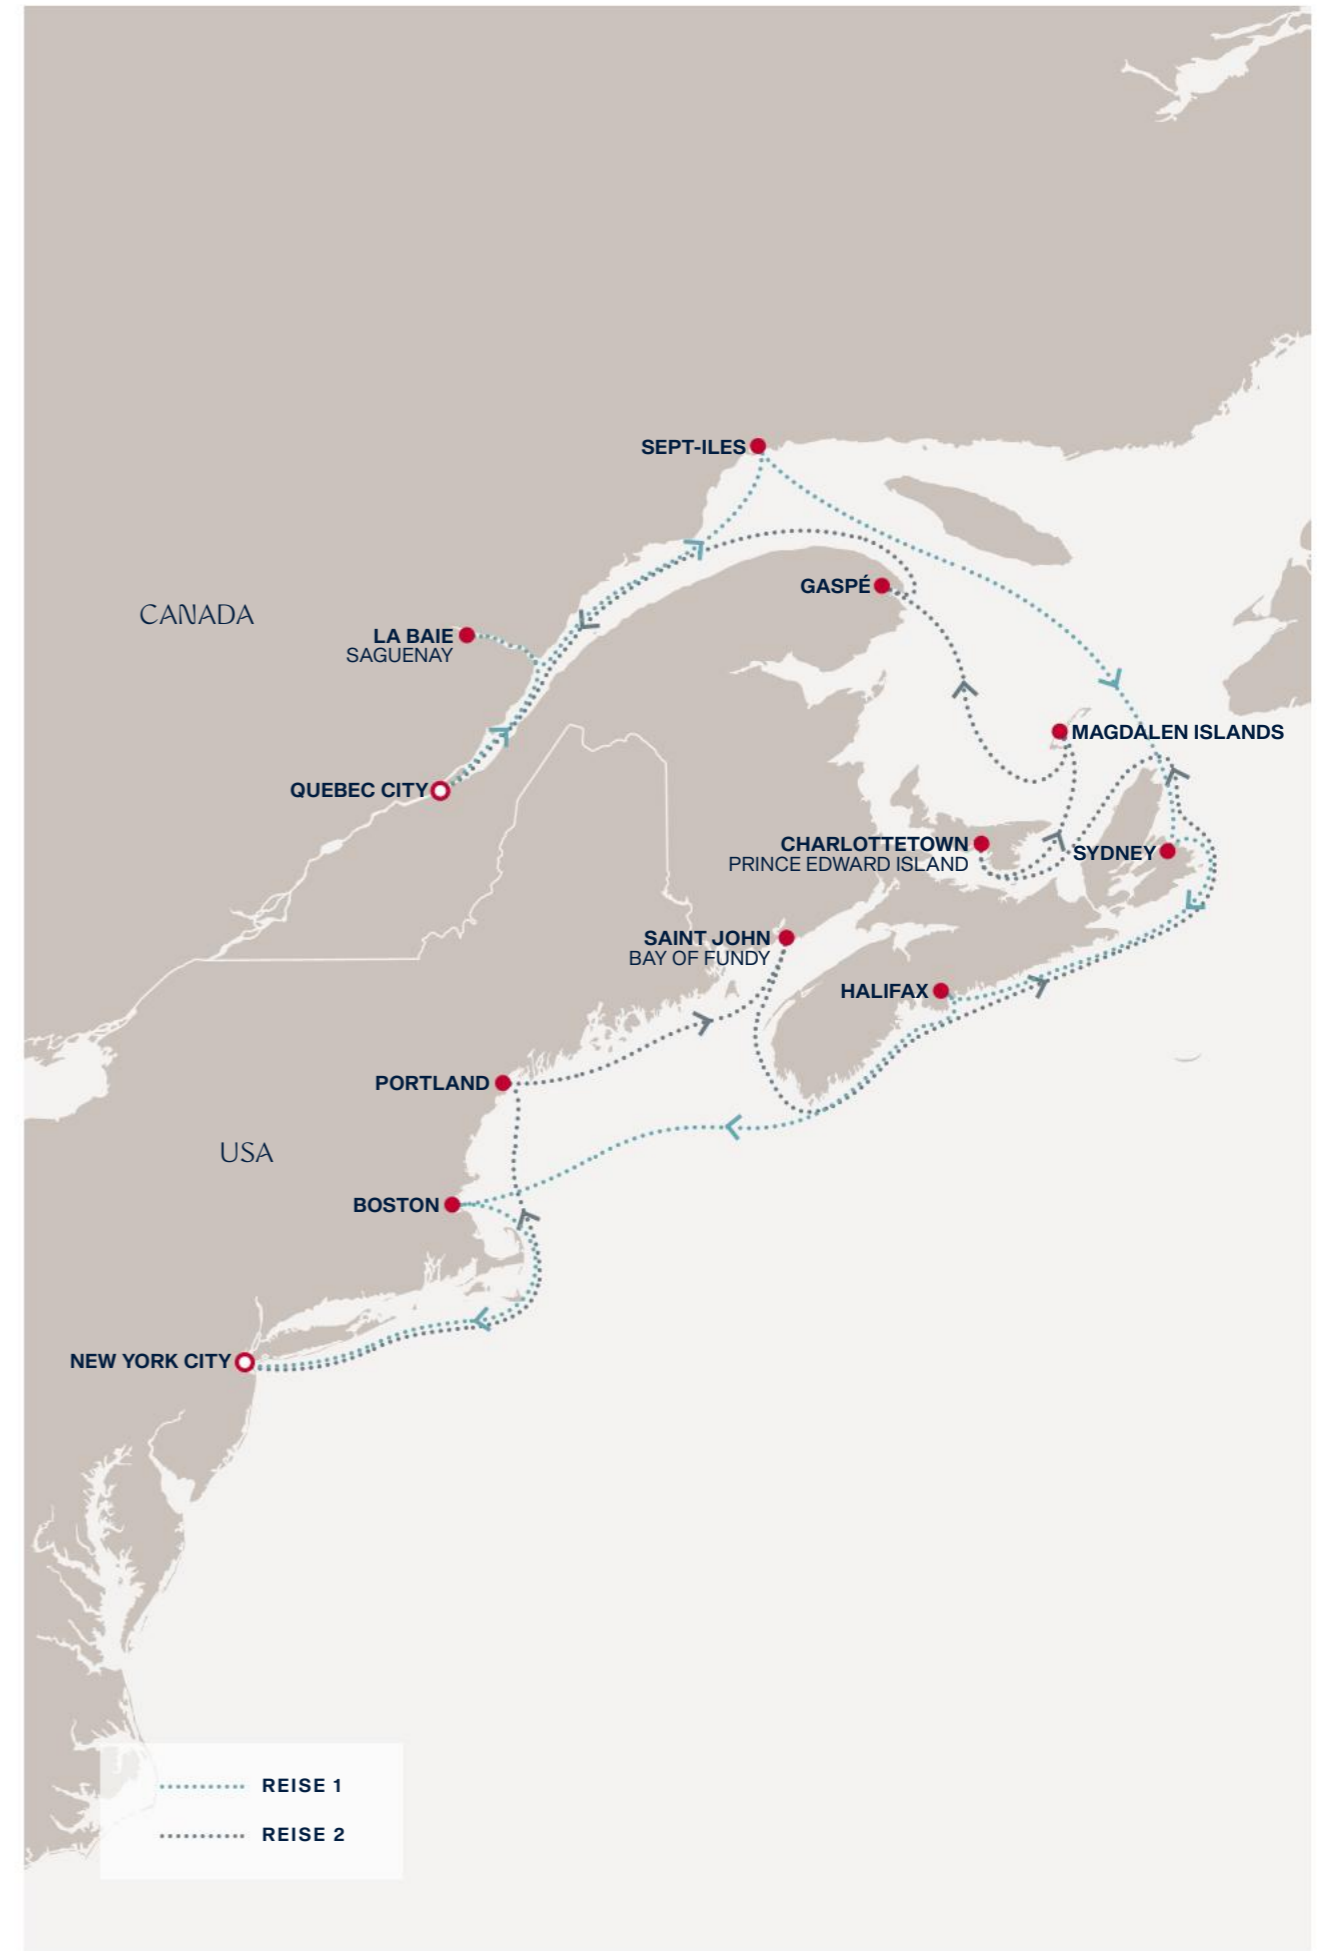 SEPT-ILES
GASPÉ
CANADA
LA BAIE
SAGUENAY
MAGDALEN ISLANDS
QUEBEC CITY
CHARLOTTETOWN
PRINCE EDWARD ISLAND
SYDNEY
SAINT JOHN
BAY OF FUNDY
HALIFAX
PORTLAND
USA
BOSTON
NEW YORK CITY
REISE 1
REISE 2